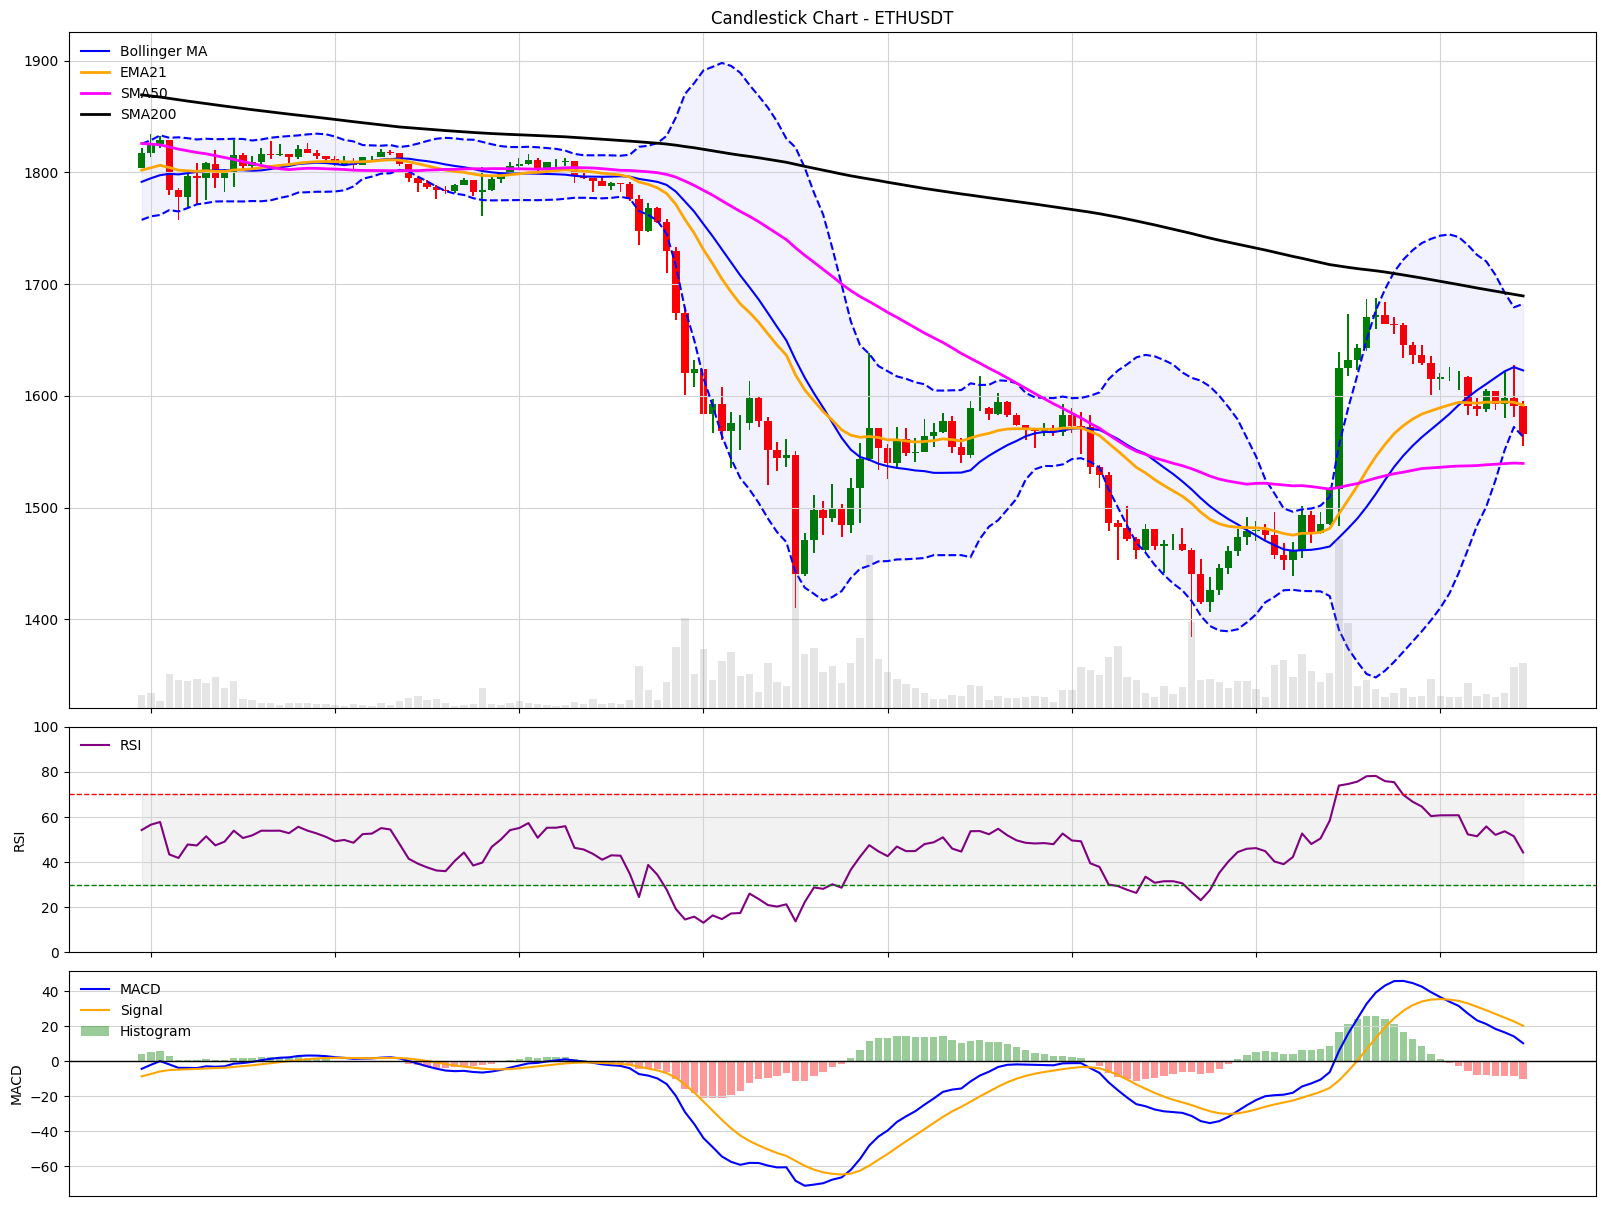 Candlestick Chart - ETHUSDT
Bollinger MA
EMA21
SMA50
SMA200
1900
1800
1700
1600
1500
1400
RSI
100
80
60
40
20
0
RSI
MACD
Signal
Histogram
40
20
0
−20
−40
−60
MACD